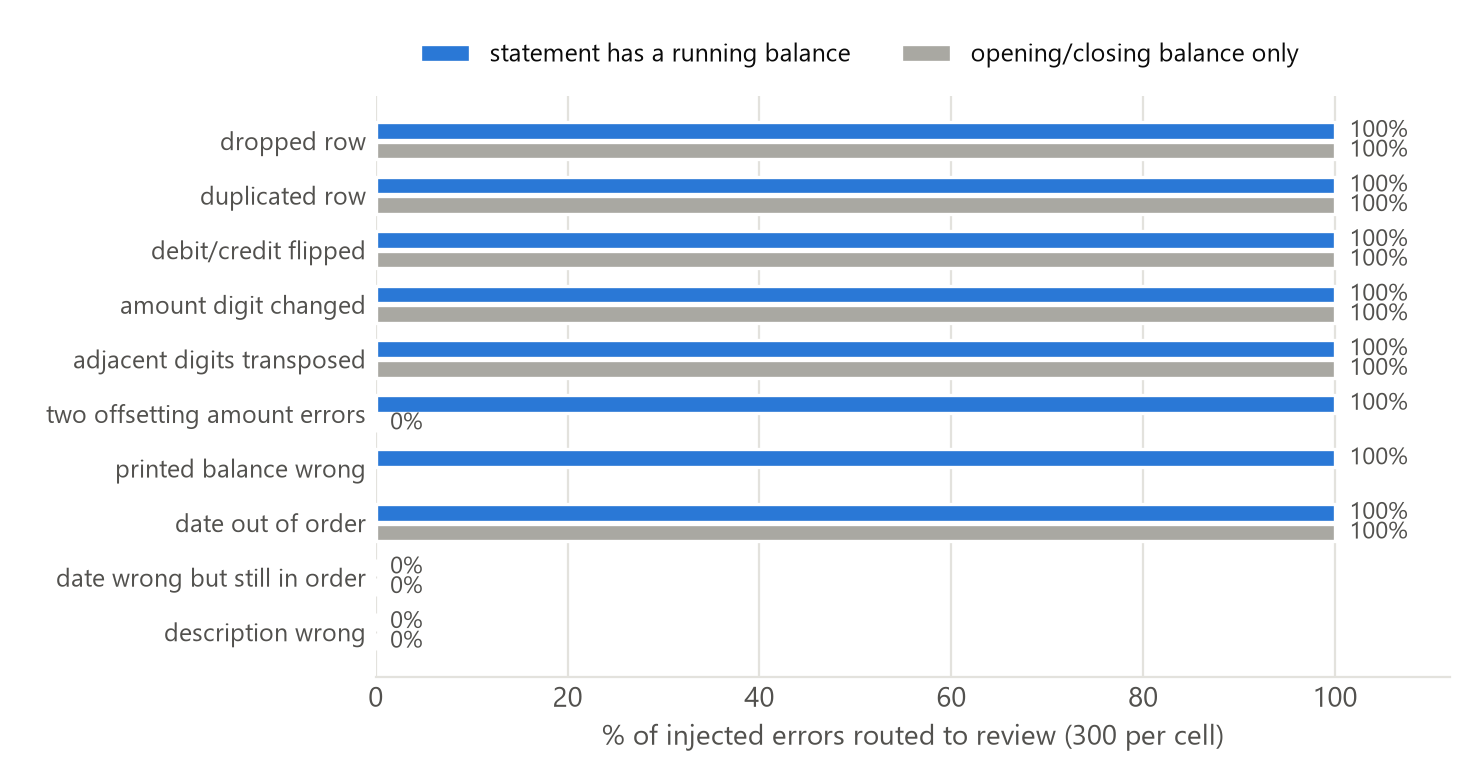 statement has a running balance opening/closing balance only
dropped row 100%
100%
duplicated row 100%
100%
debit/credit flipped 100%
100%
amount digit changed 100%
100%
adjacent digits transposed 100%
100%
two offsetting amount errors 100%
0%
printed balance wrong 100%
date out of order 100%
100%
date wrong but still in order 0%
0%
description wrong 0%
0%
0 20 40 60 80 100
% of injected errors routed to review (300 per cell)